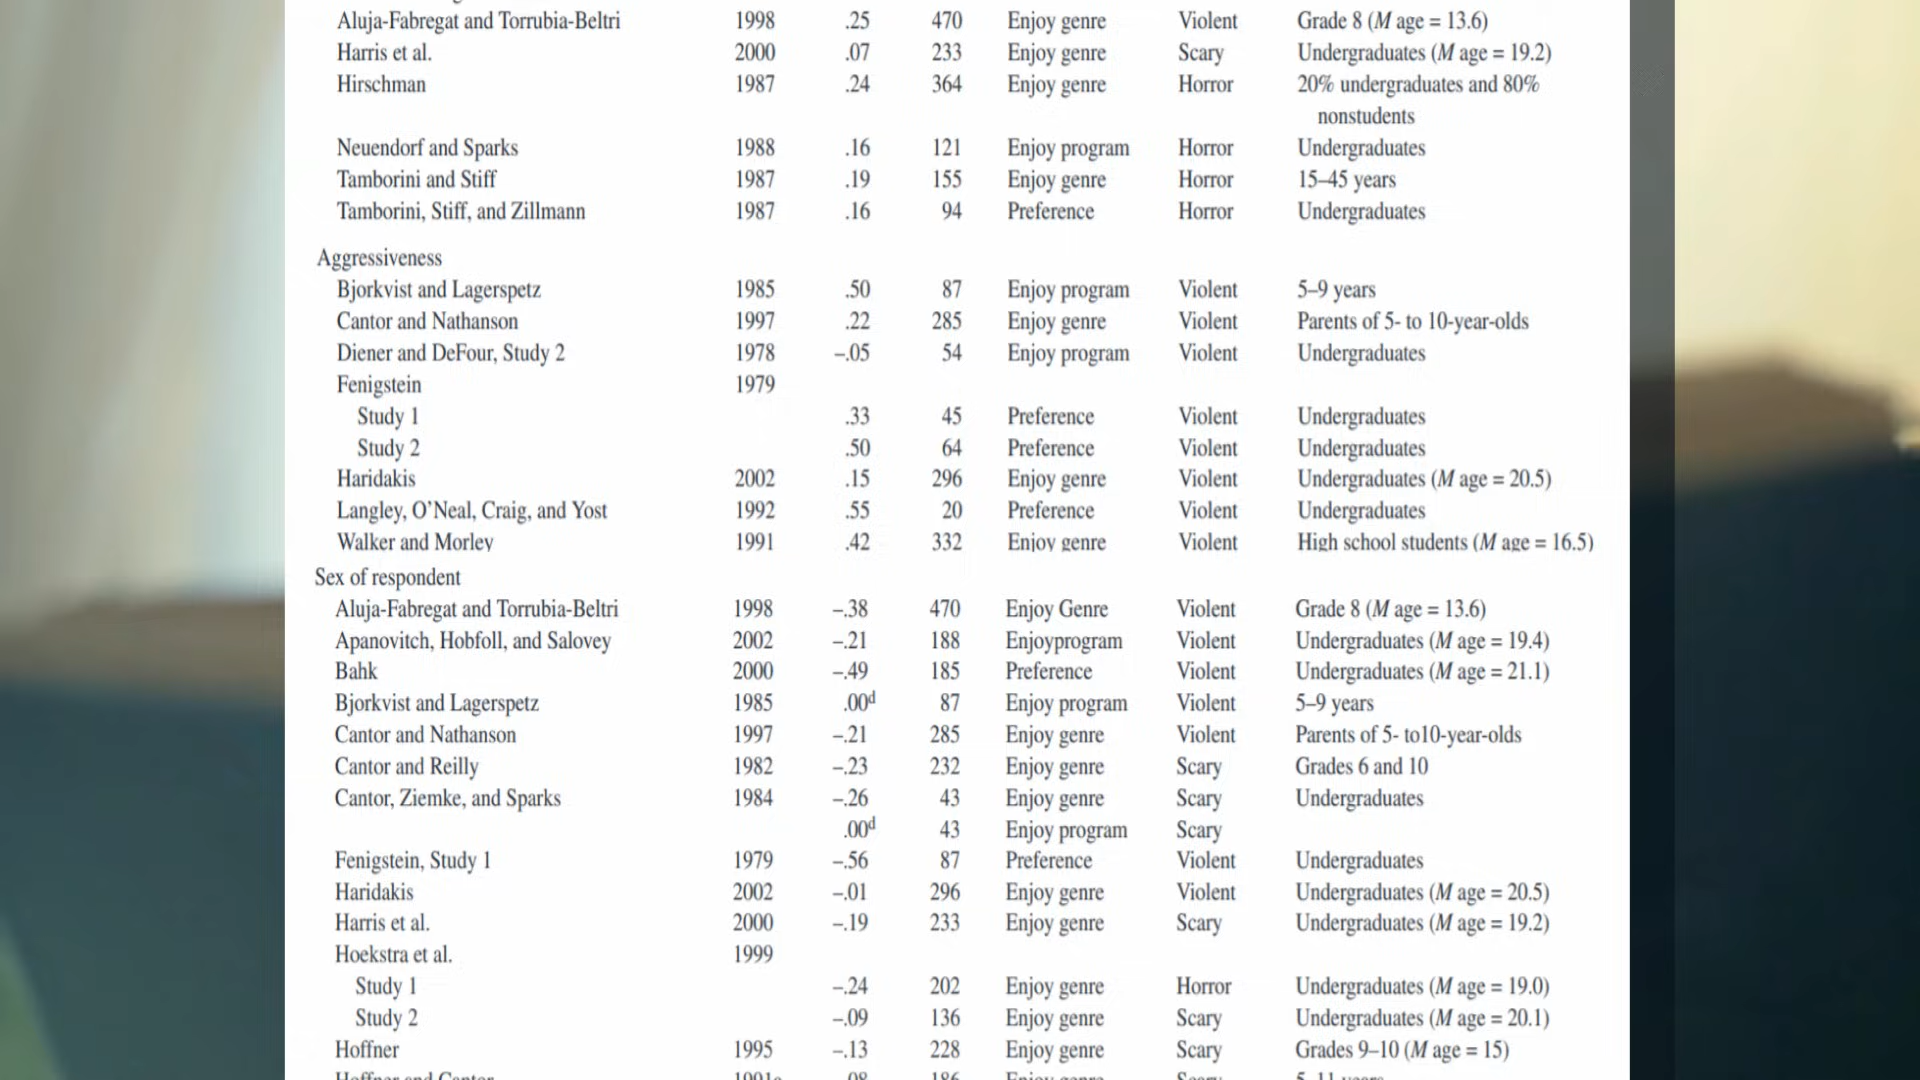 Aluja-Fabregat and Torrubia-Beltri 1998 .25 470 Enjoy genre Violent Grade 8 (M age = 13.6)
Harris et al. 2000 .07 233 Enjoy genre Scary Undergraduates (M age = 19.2)
Hirschman 1987 .24 364 Enjoy genre Horror 20% undergraduates and 80%
nonstudents
Neuendorf and Sparks 1988 .16 121 Enjoy program Horror Undergraduates
Tamborini and Stiff 1987 .19 155 Enjoy genre Horror 15–45 years
Tamborini, Stiff, and Zillmann 1987 .16 94 Preference Horror Undergraduates
Aggressiveness
Bjorkvist and Lagerspetz 1985 .50 87 Enjoy program Violent 5–9 years
Cantor and Nathanson 1997 .22 285 Enjoy genre Violent Parents of 5- to 10-year-olds
Diener and DeFour, Study 2 1978 –.05 54 Enjoy program Violent Undergraduates
Fenigstein 1979
Study 1 .33 45 Preference Violent Undergraduates
Study 2 .50 64 Preference Violent Undergraduates
Haridakis 2002 .15 296 Enjoy genre Violent Undergraduates (M age = 20.5)
Langley, O'Neal, Craig, and Yost 1992 .55 20 Preference Violent Undergraduates
Walker and Morley 1991 .42 332 Enjoy genre Violent High school students (M age = 16.5)
Sex of respondent
Aluja-Fabregat and Torrubia-Beltri 1998 –.38 470 Enjoy Genre Violent Grade 8 (M age = 13.6)
Apanovitch, Hobfoll, and Salovey 2002 –.21 188 Enjoyprogram Violent Undergraduates (M age = 19.4)
Bahk 2000 –.49 185 Preference Violent Undergraduates (M age = 21.1)
Bjorkvist and Lagerspetz 1985 .00d 87 Enjoy program Violent 5–9 years
Cantor and Nathanson 1997 –.21 285 Enjoy genre Violent Parents of 5- to10-year-olds
Cantor and Reilly 1982 –.23 232 Enjoy genre Scary Grades 6 and 10
Cantor, Ziemke, and Sparks 1984 –.26 43 Enjoy genre Scary Undergraduates
.00d 43 Enjoy program Scary
Fenigstein, Study 1 1979 –.56 87 Preference Violent Undergraduates
Haridakis 2002 –.01 296 Enjoy genre Violent Undergraduates (M age = 20.5)
Harris et al. 2000 –.19 233 Enjoy genre Scary Undergraduates (M age = 19.2)
Hoekstra et al. 1999
Study 1 –.24 202 Enjoy genre Horror Undergraduates (M age = 19.0)
Study 2 –.09 136 Enjoy genre Scary Undergraduates (M age = 20.1)
Hoffner 1995 –.13 228 Enjoy genre Scary Grades 9–10 (M age = 15)